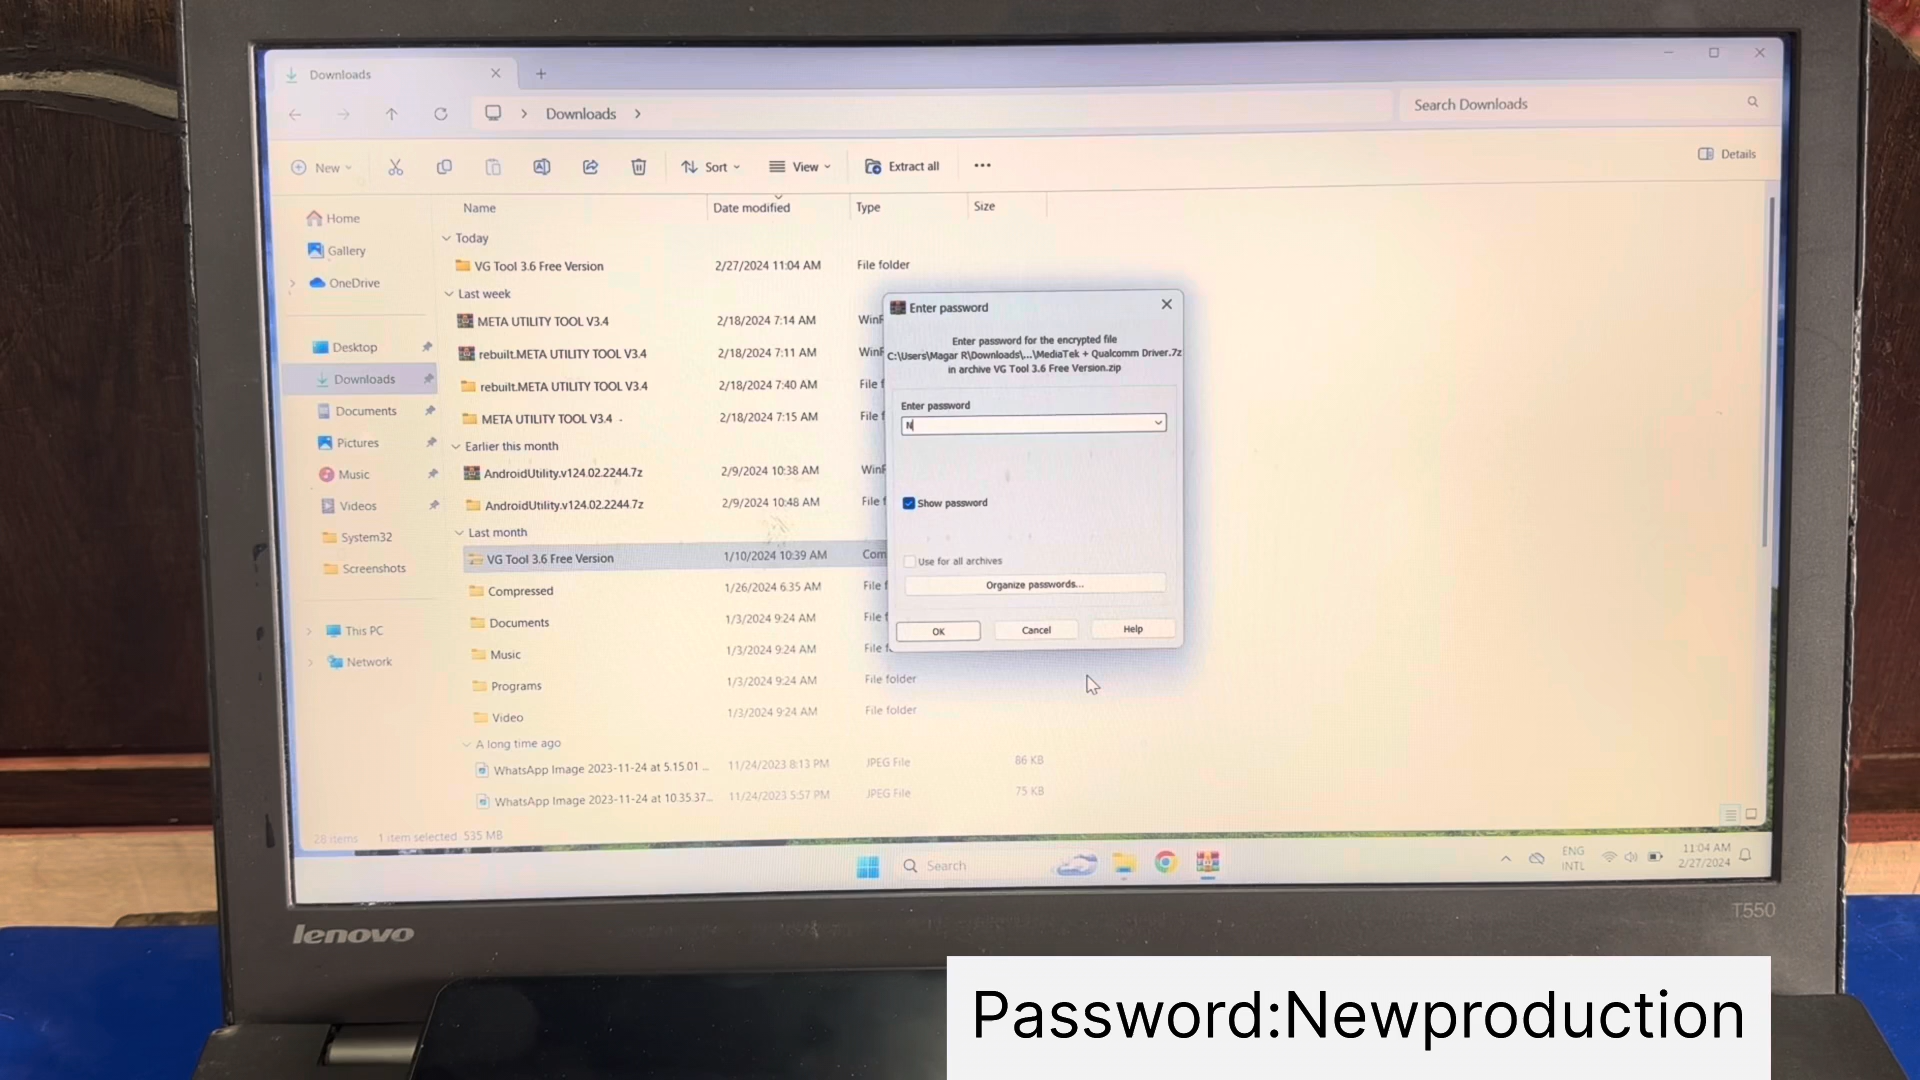 Downloads
Downloads
Search Downloads
New
Sort
View
Extract all
Details
Name Date modified Type Size
Home
Gallery
OneDrive
Desktop
Downloads
Documents
Pictures
Music
Videos
System32
Screenshots
This PC
Network
Today
VG Tool 3.6 Free Version 2/27/2024 11:04 AM File folder
Last week
META UTILITY TOOL V3.4 2/18/2024 7:14 AM
rebuilt.META UTILITY TOOL V3.4 2/18/2024 7:11 AM
rebuilt.META UTILITY TOOL V3.4 2/18/2024 7:40 AM File
META UTILITY TOOL V3.4 2/18/2024 7:15 AM File
Earlier this month
AndroidUtility.v124.02.2244.7z 2/9/2024 10:38 AM
AndroidUtility.v124.02.2244.7z 2/9/2024 10:48 AM File
Last month
VG Tool 3.6 Free Version 1/10/2024 10:39 AM Com
Compressed 1/26/2024 6:35 AM File
Documents 1/3/2024 9:24 AM File
Music 1/3/2024 9:24 AM File
Programs 1/3/2024 9:24 AM File folder
Video 1/3/2024 9:24 AM File folder
A long time ago
WhatsApp Image 2023-11-24 at 5.15.01 ... 11/24/2023 8:13 PM JPEG File 86 KB
WhatsApp Image 2023-11-24 at 10.35.37... 11/24/2023 5:57 PM JPEG File 75 KB
28 items 1 item selected 535 MB
Enter password
Enter password for the encrypted file
C:\Users\Magar R\Downloads\...\MediaTek + Qualcomm Driver.7z
in archive VG Tool 3.6 Free Version.zip
Enter password
N
Show password
Use for all archives
Organize passwords...
OK Cancel Help
Search
ENG
INTL
11:04 AM
2/27/2024
lenovo
T550
Password:Newproduction